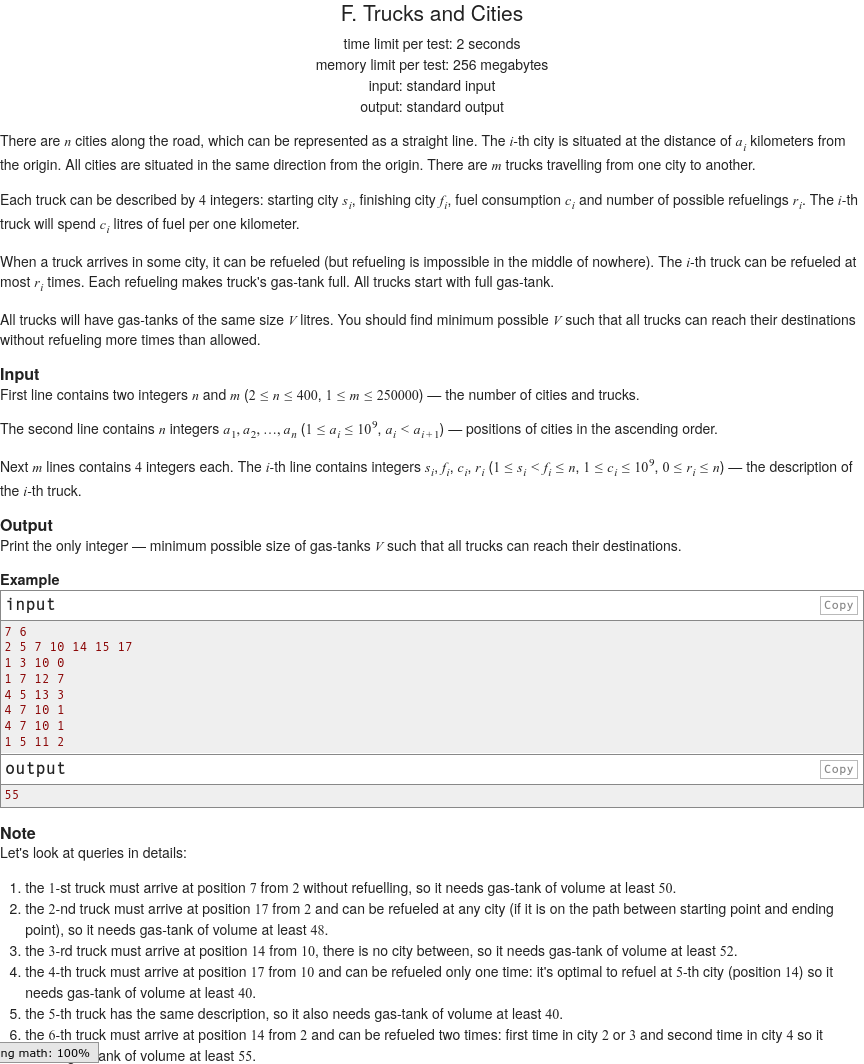 F. Trucks and Cities
time limit per test: 2 seconds
memory limit per test: 256 megabytes
input: standard input
output: standard output
There are n cities along the road, which can be represented as a straight line. The i-th city is situated at the distance of a_i kilometers from
the origin. All cities are situated in the same direction from the origin. There are m trucks travelling from one city to another.
Each truck can be described by 4 integers: starting city s_i, finishing city f_i, fuel consumption c_i and number of possible refuelings r_i. The i-th
truck will spend c_i litres of fuel per one kilometer.
When a truck arrives in some city, it can be refueled (but refueling is impossible in the middle of nowhere). The i-th truck can be refueled at
most r_i times. Each refueling makes truck's gas-tank full. All trucks start with full gas-tank.
All trucks will have gas-tanks of the same size V litres. You should find minimum possible V such that all trucks can reach their destinations
without refueling more times than allowed.
Input
First line contains two integers n and m (2 ≤ n ≤ 400, 1 ≤ m ≤ 250000) — the number of cities and trucks.
The second line contains n integers a_1, a_2, …, a_n (1 ≤ a_i ≤ 10^9, a_i < a_{i+1}) — positions of cities in the ascending order.
Next m lines contains 4 integers each. The i-th line contains integers s_i, f_i, c_i, r_i (1 ≤ s_i < f_i ≤ n, 1 ≤ c_i ≤ 10^9, 0 ≤ r_i ≤ n) — the description of
the i-th truck.
Output
Print the only integer — minimum possible size of gas-tanks V such that all trucks can reach their destinations.
Example
input Copy
7 6
2 5 7 10 14 15 17
1 3 10 0
1 7 12 7
4 5 13 3
4 7 10 1
4 7 10 1
1 5 11 2
output Copy
55
Note
Let's look at queries in details:
1. the 1-st truck must arrive at position 7 from 2 without refuelling, so it needs gas-tank of volume at least 50.
2. the 2-nd truck must arrive at position 17 from 2 and can be refueled at any city (if it is on the path between starting point and ending
point), so it needs gas-tank of volume at least 48.
3. the 3-rd truck must arrive at position 14 from 10, there is no city between, so it needs gas-tank of volume at least 52.
4. the 4-th truck must arrive at position 17 from 10 and can be refueled only one time: it's optimal to refuel at 5-th city (position 14) so it
needs gas-tank of volume at least 40.
5. the 5-th truck has the same description, so it also needs gas-tank of volume at least 40.
6. the 6-th truck must arrive at position 14 from 2 and can be refueled two times: first time in city 2 or 3 and second time in city 4 so it
ng math: 100% ank of volume at least 55.